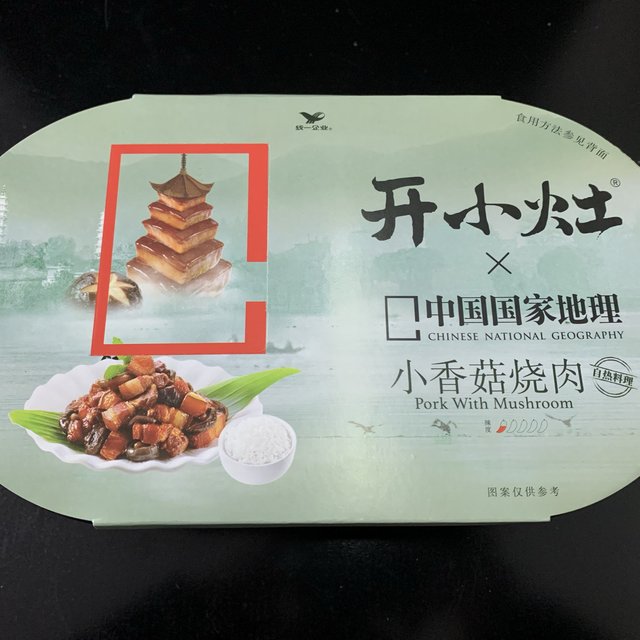 统一企业
食用方法参见背面
开小灶®
×
中国国家地理
CHINESE NATIONAL GEOGRAPHY
小香菇烧肉
自热料理
Pork With Mushroom
辣度
图案仅供参考